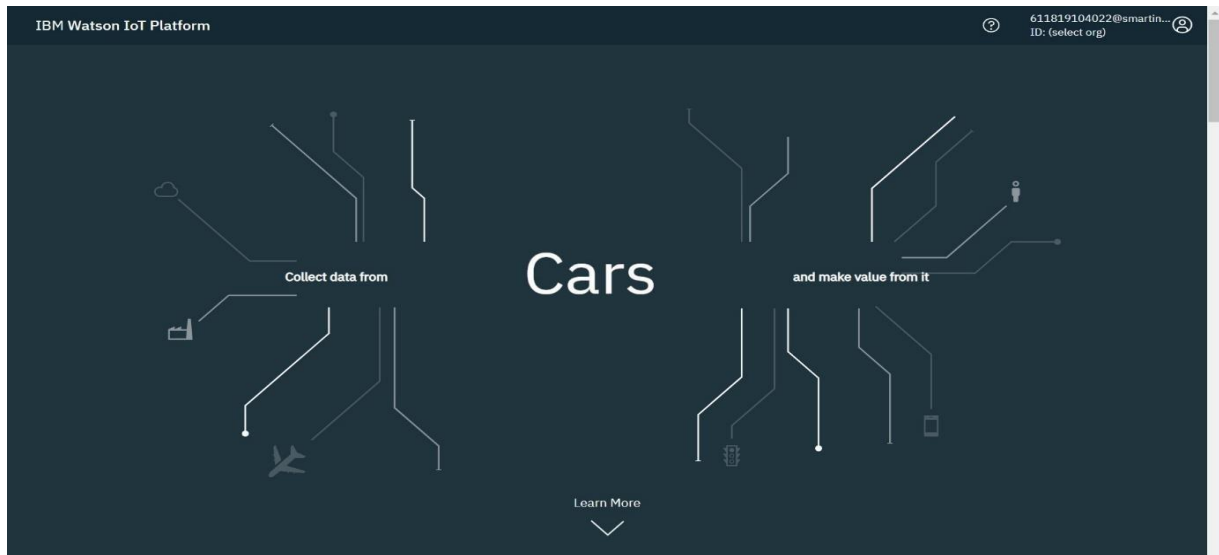 IBM Watson IoT Platform
611819104022@smartin...
ID: (select org)
Collect data from
Cars
and make value from it
Learn More